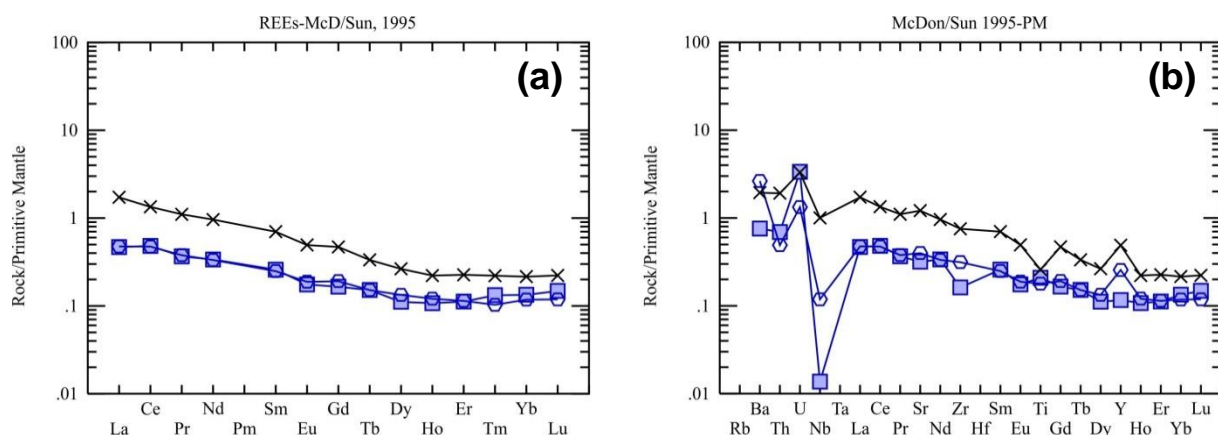 REEs-McD/Sun, 1995
100
10
1
.1
.01
Rock/Primitive Mantle
(a)
Ce Nd Sm Gd Dy Er Yb
La Pr Pm Eu Tb Ho Tm Lu
McDon/Sun 1995-PM
100
10
1
.1
.01
Rock/Primitive Mantle
(b)
Ba U Ta Ce Sr Zr Sm Ti Tb Y Er Lu
Rb Th Nb La Pr Nd Hf Eu Gd Dy Ho Yb